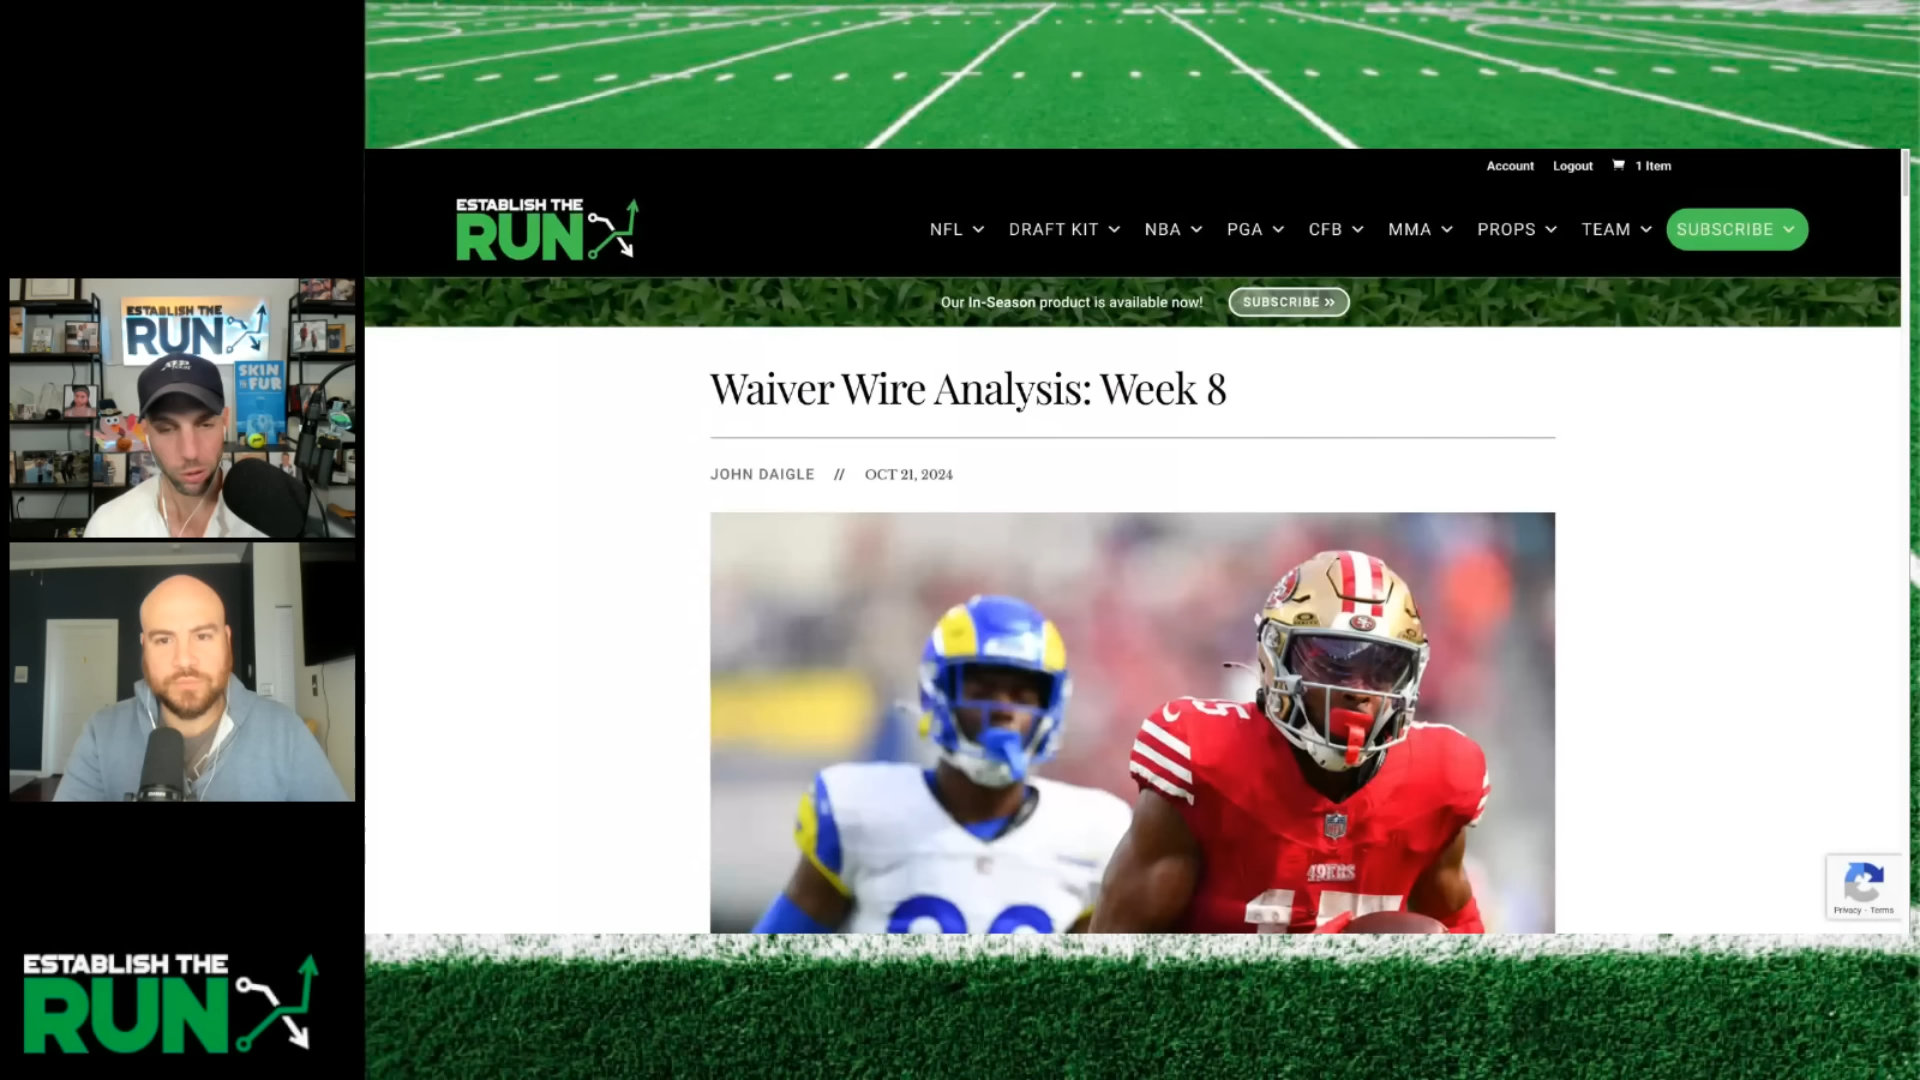 Account Logout 1 Item
ESTABLISH THE
RUN
NFL DRAFT KIT NBA PGA CFB MMA PROPS TEAM SUBSCRIBE
Our In-Season product is available now! SUBSCRIBE »
Waiver Wire Analysis: Week 8
JOHN DAIGLE // OCT 21, 2024
ESTABLISH THE
RUN
SKIN
FUR
49ERS
15
Privacy - Terms
ESTABLISH THE
RUN